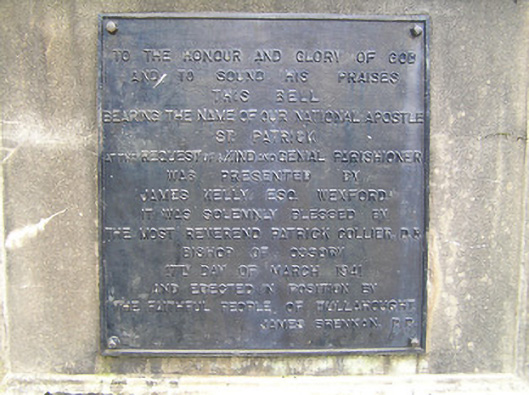 TO THE HONOUR AND GLORY OF GOD
AND TO SOUND HIS PRAISES
THIS BELL
BEARING THE NAME OF OUR NATIONAL APOSTLE
ST. PATRICK
AT THE REQUEST OF A KIND AND GENIAL PARISHIONER
WAS PRESENTED BY
JAMES KELLY ESQ. WEXFORD
IT WAS SOLEMNLY BLESSED BY
THE MOST REVEREND PATRICK COLLIER, D.D.
BISHOP OF OSSORY
17TH DAY OF MARCH 1941
AND ERECTED IN POSITION BY
THE FAITHFUL PEOPLE OF TULLAROUGHT
JAMES BRENNAN, P.P.